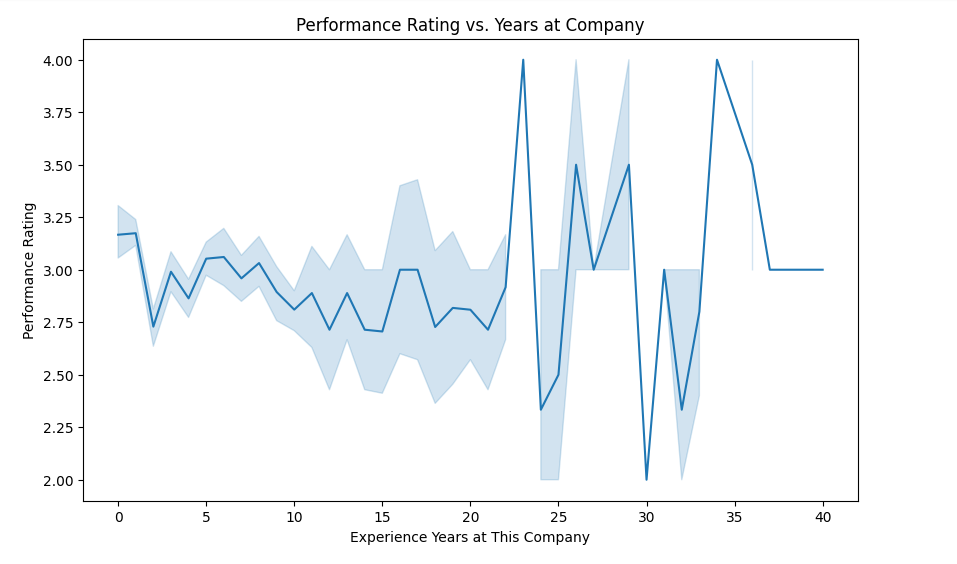 Performance Rating vs. Years at Company
4.00
3.75
3.50
3.25
3.00
2.75
2.50
2.25
2.00
Performance Rating
0 5 10 15 20 25 30 35 40
Experience Years at This Company